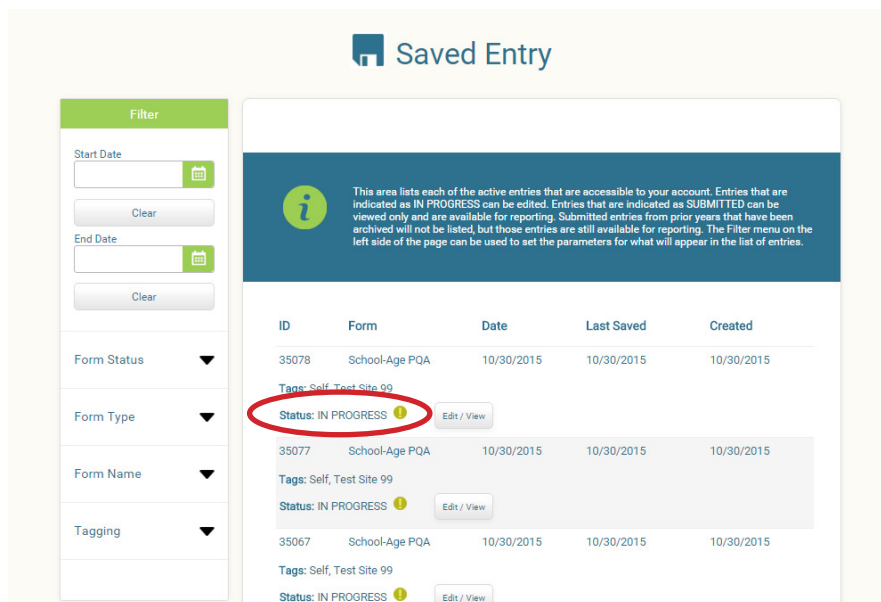 Saved Entry
Filter
Start Date
Clear
End Date
Clear
Form Status
Form Type
Form Name
Tagging
i
This area lists each of the active entries that are accessible to your account. Entries that are
indicated as IN PROGRESS can be edited. Entries that are indicated as SUBMITTED can be
viewed only and are available for reporting. Submitted entries from prior years that have been
archived will not be listed, but those entries are still available for reporting. The Filter menu on the
left side of the page can be used to set the parameters for what will appear in the list of entries.
ID Form Date Last Saved Created
35078 School-Age PQA 10/30/2015 10/30/2015 10/30/2015
Tags: Self, Test Site 99
Status: IN PROGRESS ! Edit / View
35077 School-Age PQA 10/30/2015 10/30/2015 10/30/2015
Tags: Self, Test Site 99
Status: IN PROGRESS ! Edit / View
35067 School-Age PQA 10/30/2015 10/30/2015 10/30/2015
Tags: Self, Test Site 99
Status: IN PROGRESS ! Edit / View